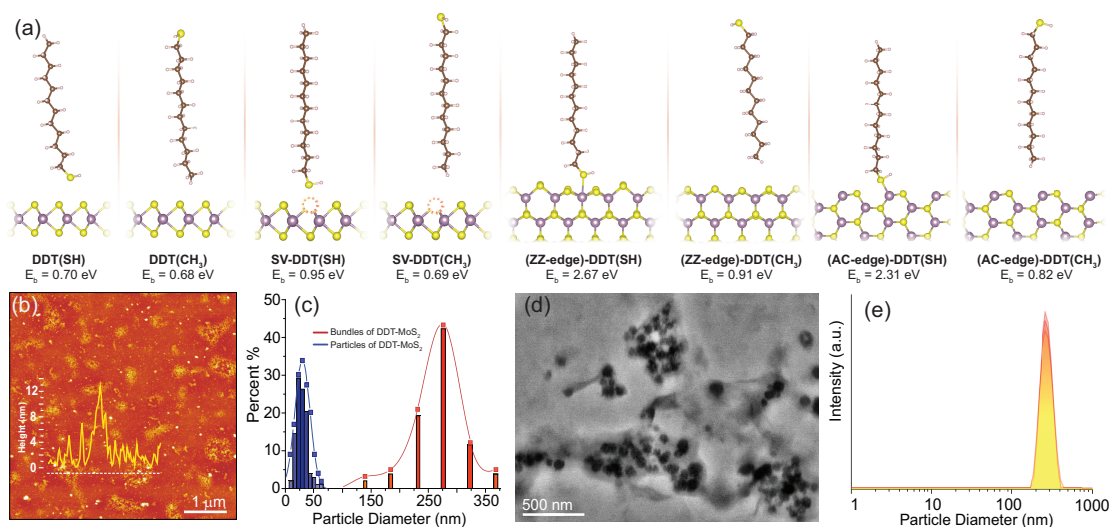 (a)
DDT(SH)
E_b = 0.70 eV
DDT(CH₃)
E_b = 0.68 eV
SV-DDT(SH)
E_b = 0.95 eV
SV-DDT(CH₃)
E_b = 0.69 eV
(ZZ-edge)-DDT(SH)
E_b = 2.67 eV
(ZZ-edge)-DDT(CH₃)
E_b = 0.91 eV
(AC-edge)-DDT(SH)
E_b = 2.31 eV
(AC-edge)-DDT(CH₃)
E_b = 0.82 eV
(b)
Height (nm)
12
8
4
0
1 μm
(c)
Percent %
50
40
30
20
10
0
Bundles of DDT-MoS₂
Particles of DDT-MoS₂
0 50 150 250 350
Particle Diameter (nm)
(d)
500 nm
(e)
Intensity (a.u.)
1 10 100 1000
Particle Diameter (nm)